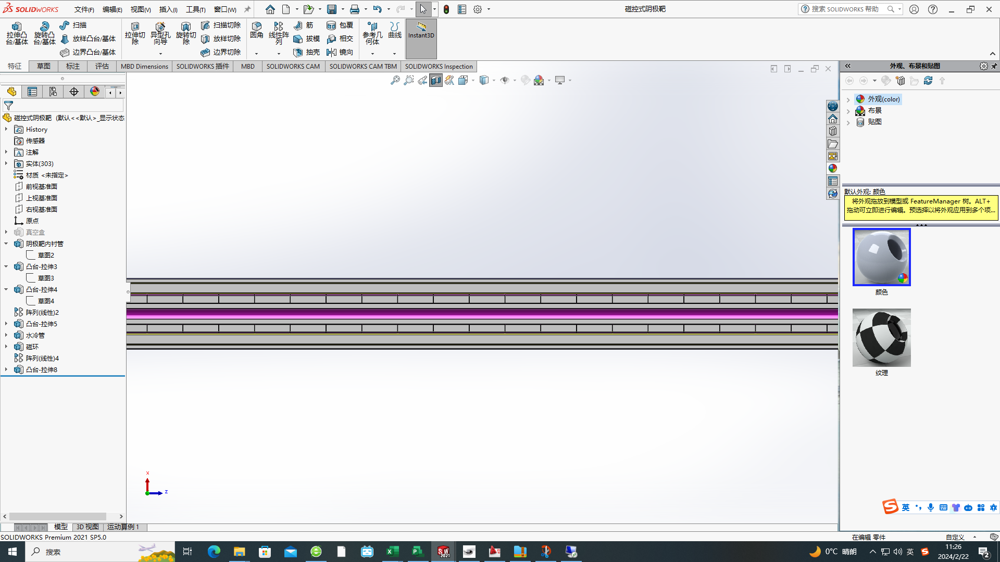 SOLIDWORKS 文件(F) 编辑(E) 视图(V) 插入(I) 工具(T) 窗口(W) 磁控式阴极靶 搜索 SOLIDWORKS 帮助
拉伸凸台/基体
旋转凸台/基体
扫描
放样凸台/基体
边界凸台/基体
拉伸切除
异型孔向导
旋转切除
扫描切除
放样切除
边界切除
圆角
线性阵列
筋
拔模
抽壳
包覆
相交
镜向
参考几何体
曲线
Instant3D
特征 草图 标注 评估 MBD Dimensions SOLIDWORKS 插件 MBD SOLIDWORKS CAM SOLIDWORKS CAM TBM SOLIDWORKS Inspection
磁控式阴极靶 (默认<<默认>_显示状态
History
传感器
注解
实体(303)
材质 <未指定>
前视基准面
上视基准面
右视基准面
原点
真空盒
阴极靶内衬管
草图2
凸台-拉伸3
草图3
凸台-拉伸4
草图4
阵列(线性)2
凸台-拉伸5
水冷管
磁环
阵列(线性)4
凸台-拉伸8
x
z
外观、布景和贴图
外观(color)
布景
贴图
默认外观: 颜色
将外观拖放到模型或 FeatureManager 树。ALT+
拖动可立即进行编辑。预选择以将外观应用到多个项...
颜色
纹理
英
模型 3D 视图 运动算例 1
SOLIDWORKS Premium 2021 SP5.0 在编辑 零件 自定义
搜索 0°C 晴朗 英 11:26
2024/2/22
2